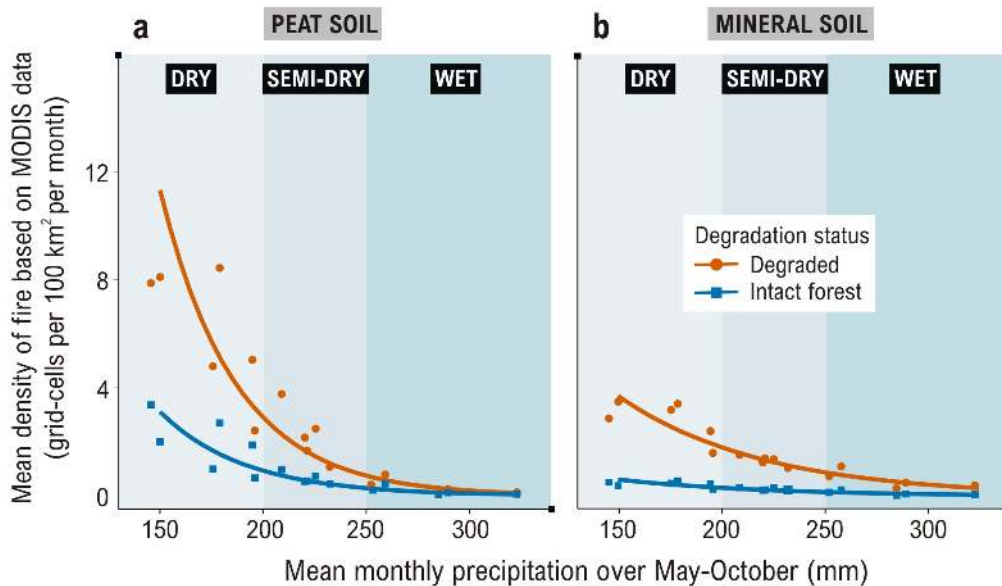 a PEAT SOIL
b MINERAL SOIL
DRY SEMI-DRY WET
DRY SEMI-DRY WET
Mean density of fire based on MODIS data
(grid-cells per 100 km² per month)
12
8
4
0
Degradation status
Degraded
Intact forest
150 200 250 300
150 200 250 300
Mean monthly precipitation over May-October (mm)